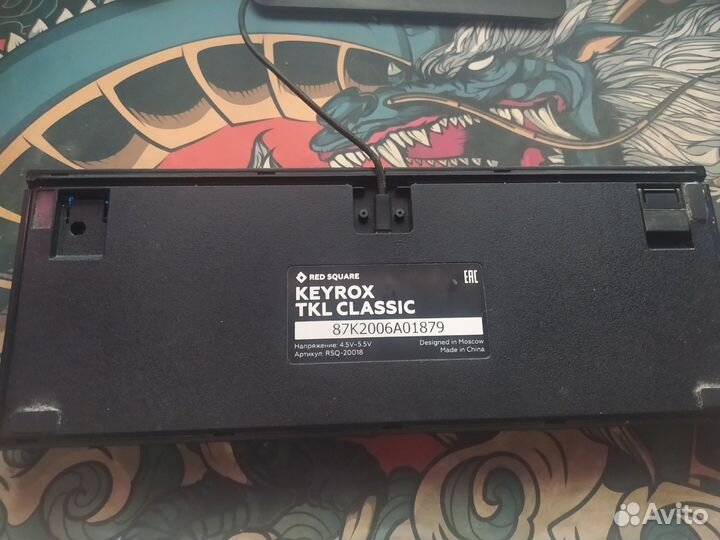 RED SQUARE
EAC
KEYROX
TKL CLASSIC
87K2006A01879
Напряжение: 4.5V-5.5V
Артикул: RSQ-20018
Designed in Moscow
Made in China
Avito